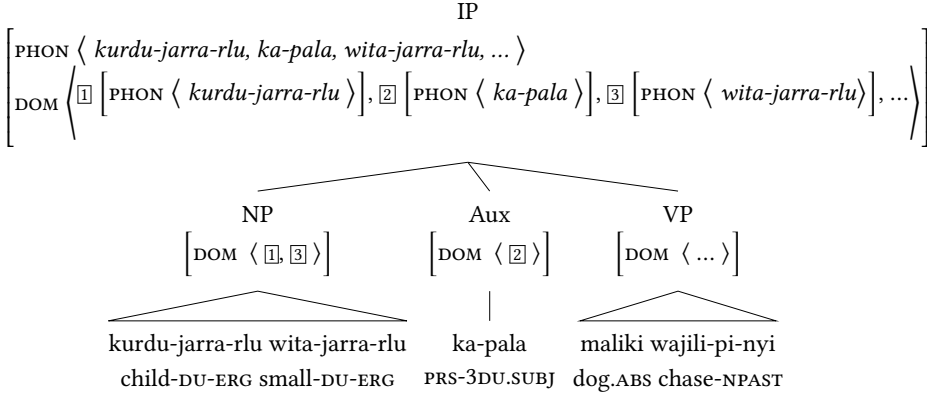 IP
PHON ⟨ kurdu-jarra-rlu, ka-pala, wita-jarra-rlu, … ⟩
DOM ⟨ 1 [PHON ⟨ kurdu-jarra-rlu ⟩], 2 [PHON ⟨ ka-pala ⟩], 3 [PHON ⟨ wita-jarra-rlu⟩], … ⟩
NP Aux VP
[DOM ⟨ 1, 3 ⟩] [DOM ⟨ 2 ⟩] [DOM ⟨ … ⟩]
kurdu-jarra-rlu wita-jarra-rlu ka-pala maliki wajili-pi-nyi
child-DU-ERG small-DU-ERG PRS-3DU.SUBJ dog.ABS chase-NPAST